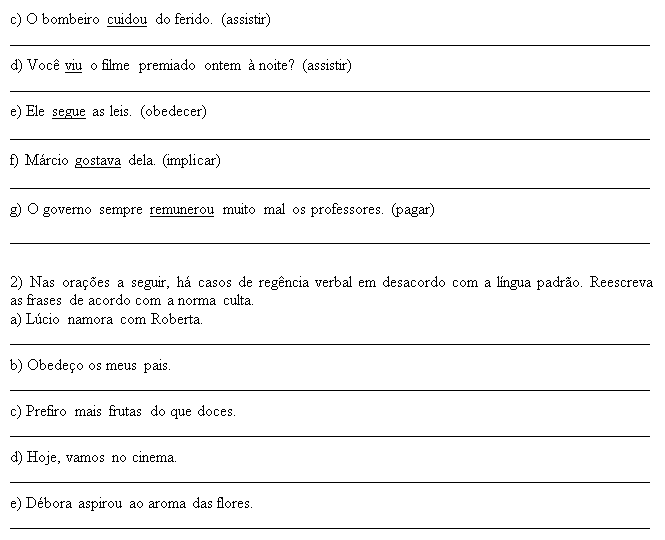 c) O bombeiro cuidou do ferido. (assistir)
d) Você viu o filme premiado ontem à noite? (assistir)
e) Ele segue as leis. (obedecer)
f) Márcio gostava dela. (implicar)
g) O governo sempre remunerou muito mal os professores. (pagar)
2) Nas orações a seguir, há casos de regência verbal em desacordo com a língua padrão. Reescreva
as frases de acordo com a norma culta.
a) Lúcio namora com Roberta.
b) Obedeço os meus pais.
c) Prefiro mais frutas do que doces.
d) Hoje, vamos no cinema.
e) Débora aspirou ao aroma das flores.